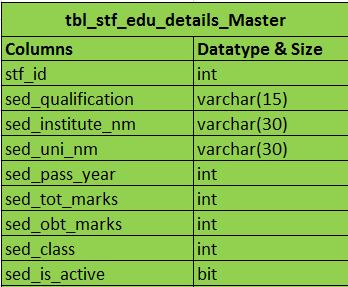 tbl_stf_edu_details_Master
Columns Datatype & Size
stf_id int
sed_qualification varchar(15)
sed_institute_nm varchar(30)
sed_uni_nm varchar(30)
sed_pass_year int
sed_tot_marks int
sed_obt_marks int
sed_class int
sed_is_active bit